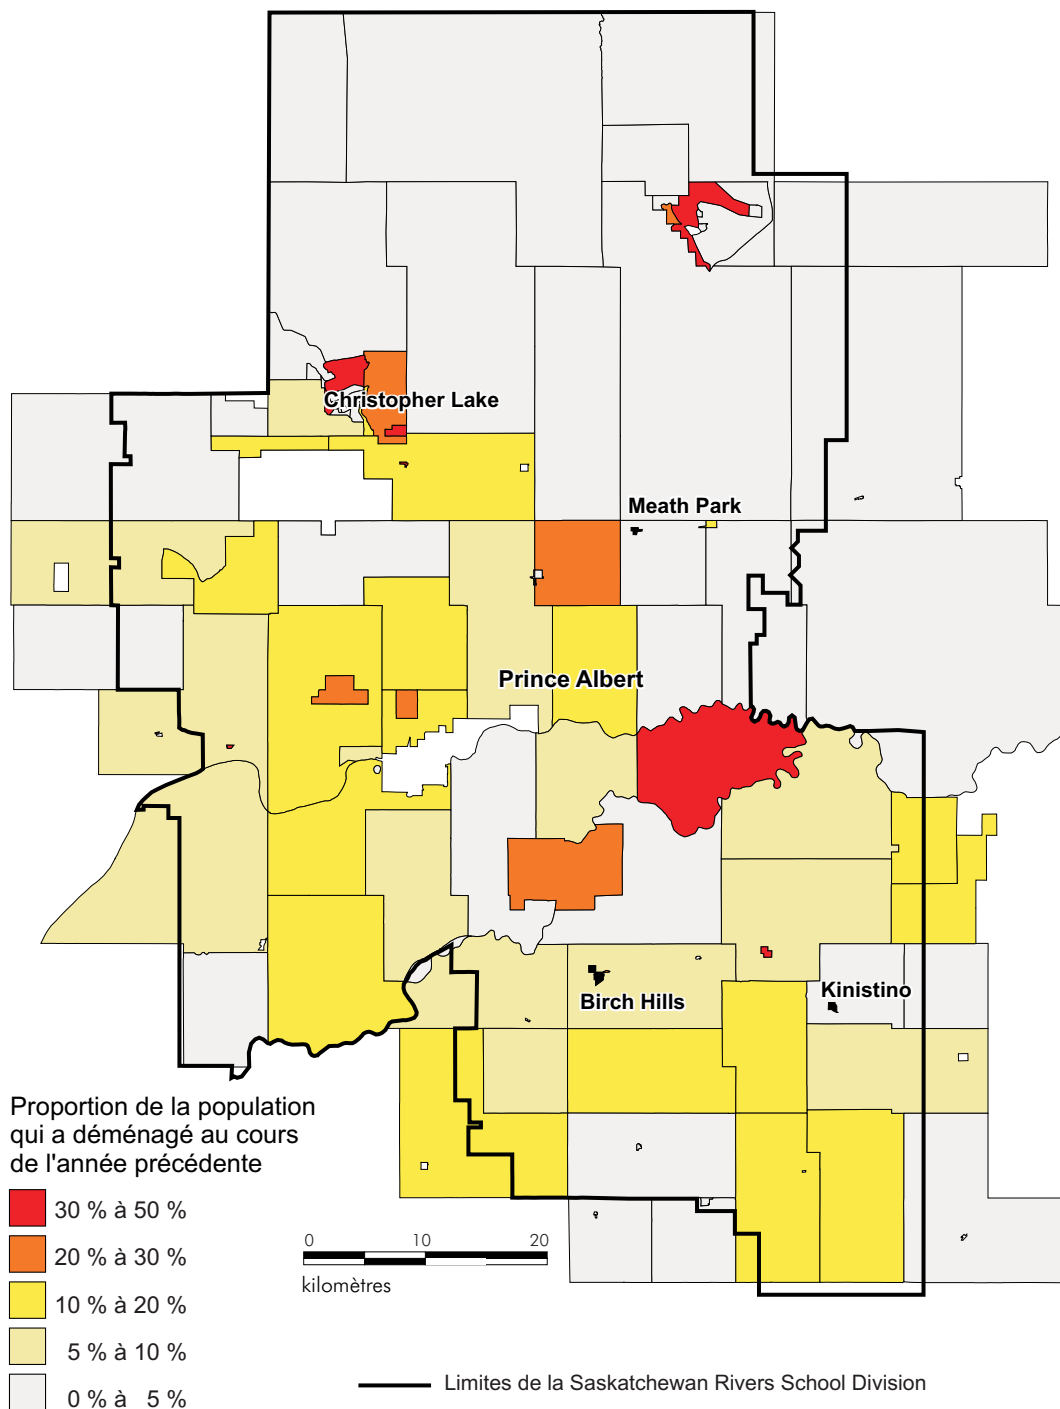 Christopher Lake
Meath Park
Prince Albert
Birch Hills
Kinistino
Proportion de la population
qui a déménagé au cours
de l'année précédente
30 % à 50 %
20 % à 30 %
10 % à 20 %
5 % à 10 %
0 % à 5 %
0 10 20
kilomètres
Limites de la Saskatchewan Rivers School Division